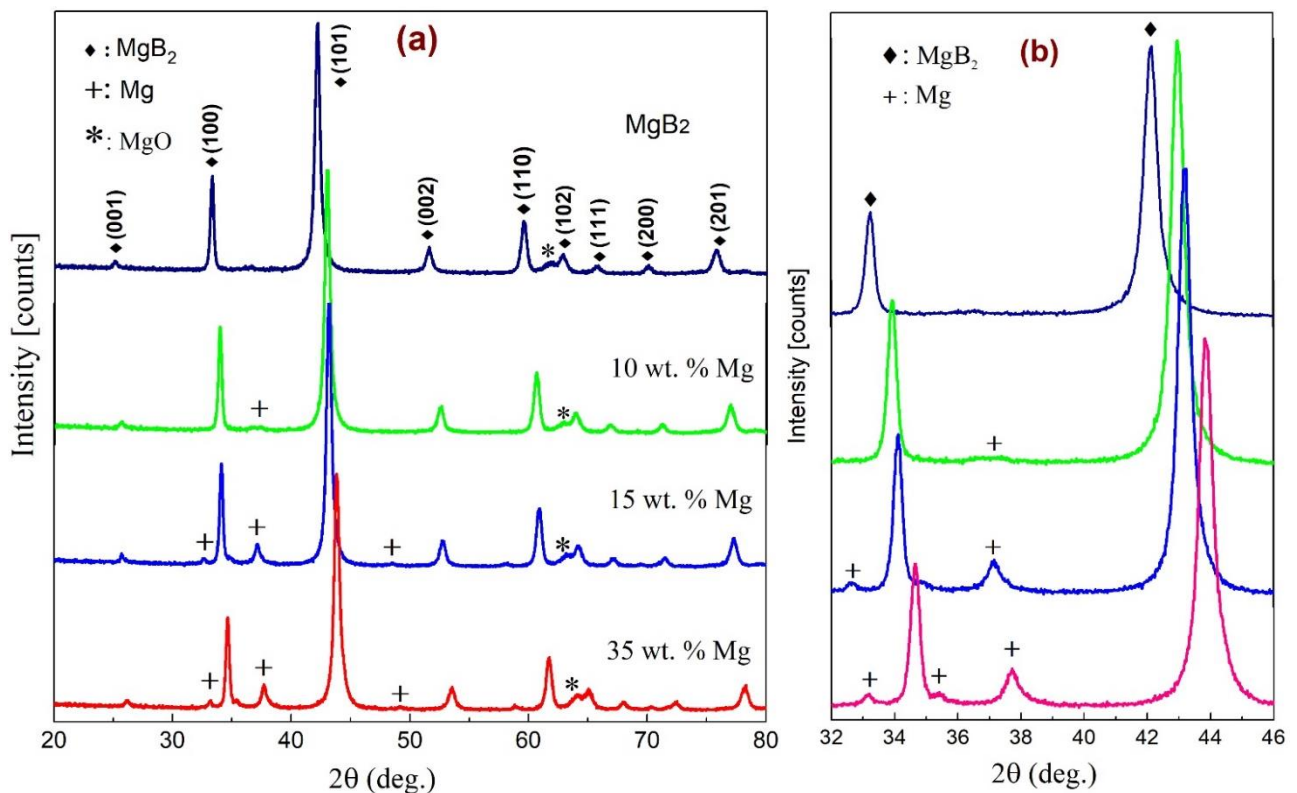 (a)
♦ : MgB₂
+ : Mg
* : MgO
♦(001)
♦(100)
♦(101)
♦(002)
♦(110)
*
♦(102)
♦(111)
♦(200)
♦(201)
MgB2
10 wt. % Mg
+
*
15 wt. % Mg
+
+
+
*
35 wt. % Mg
+
+
+
*
Intensity [counts]
20
30
40
50
60
70
80
2θ (deg.)
(b)
♦ : MgB₂
+ : Mg
♦
♦
+
+
+
+
+
+
Intensity [counts]
32
34
36
38
40
42
44
46
2θ (deg.)